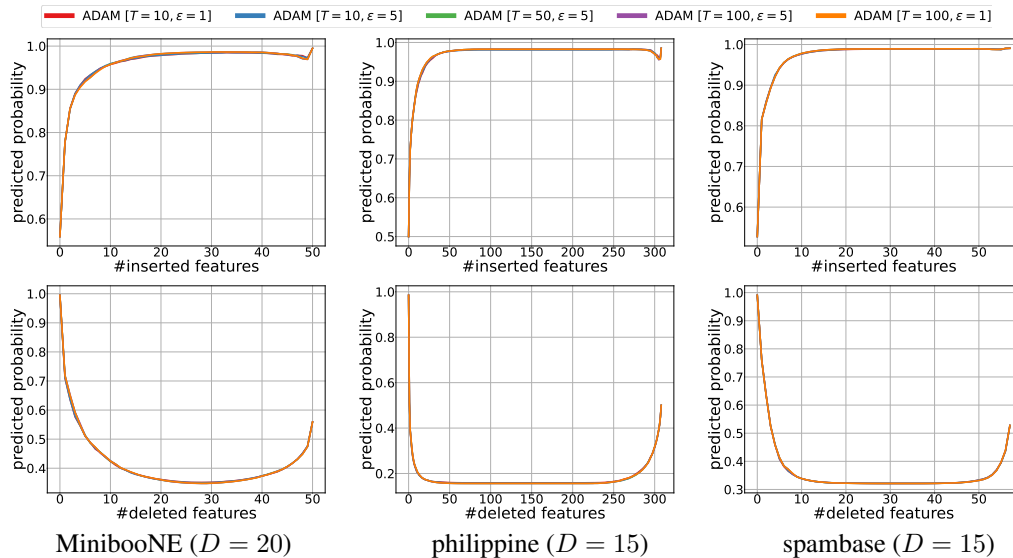 ADAM [T = 10, ε = 1] ADAM [T = 10, ε = 5] ADAM [T = 50, ε = 5] ADAM [T = 100, ε = 5] ADAM [T = 100, ε = 1]
predicted probability
1.0
0.9
0.8
0.7
0.6
0 10 20 30 40 50
#inserted features
predicted probability
1.0
0.9
0.8
0.7
0.6
0.5
0 50 100 150 200 250 300
#inserted features
predicted probability
1.0
0.9
0.8
0.7
0.6
0 10 20 30 40 50
#inserted features
predicted probability
1.0
0.9
0.8
0.7
0.6
0.5
0.4
0 10 20 30 40 50
#deleted features
predicted probability
1.0
0.8
0.6
0.4
0.2
0 50 100 150 200 250 300
#deleted features
predicted probability
1.0
0.9
0.8
0.7
0.6
0.5
0.4
0.3
0 10 20 30 40 50
#deleted features
MinibooNE (D = 20) philippine (D = 15) spambase (D = 15)